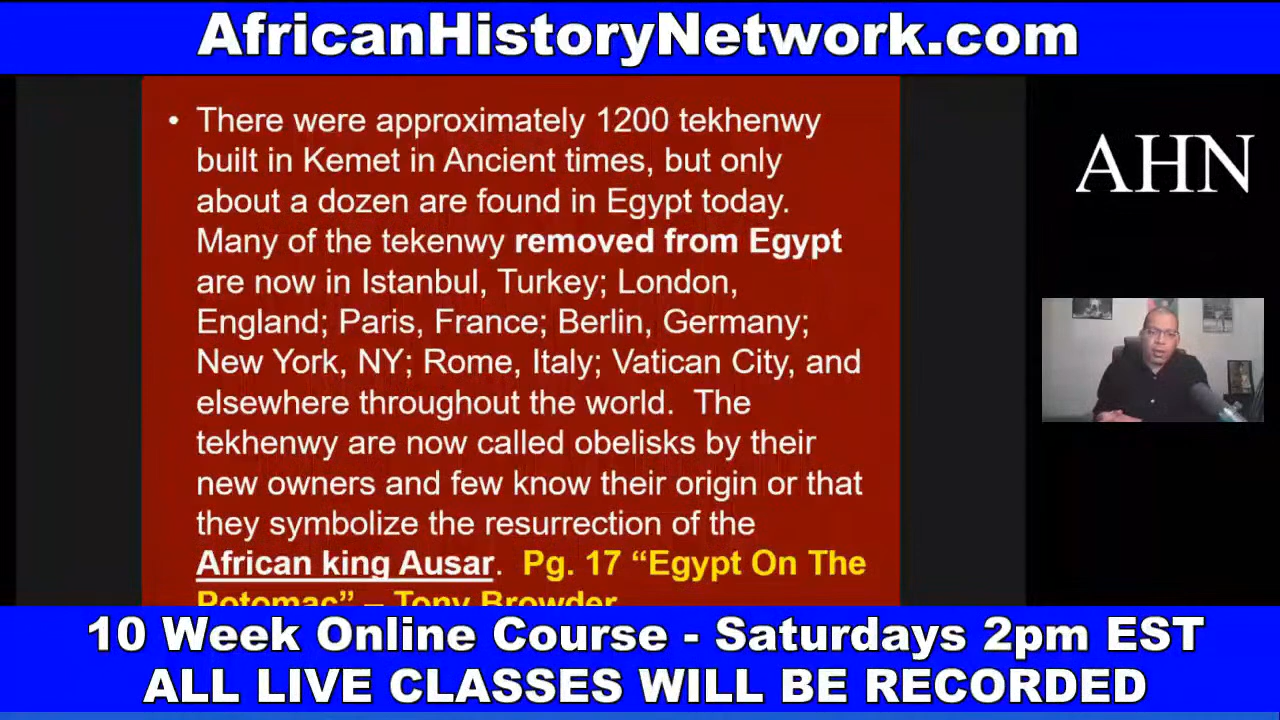 AfricanHistoryNetwork.com
• There were approximately 1200 tekhenwy
built in Kemet in Ancient times, but only
about a dozen are found in Egypt today.
Many of the tekenwy removed from Egypt
are now in Istanbul, Turkey; London,
England; Paris, France; Berlin, Germany;
New York, NY; Rome, Italy; Vatican City, and
elsewhere throughout the world.  The
tekhenwy are now called obelisks by their
new owners and few know their origin or that
they symbolize the resurrection of the
African king Ausar.  Pg. 17 “Egypt On The
Potomac” – Tony Browder
AHN
10 Week Online Course - Saturdays 2pm EST
ALL LIVE CLASSES WILL BE RECORDED